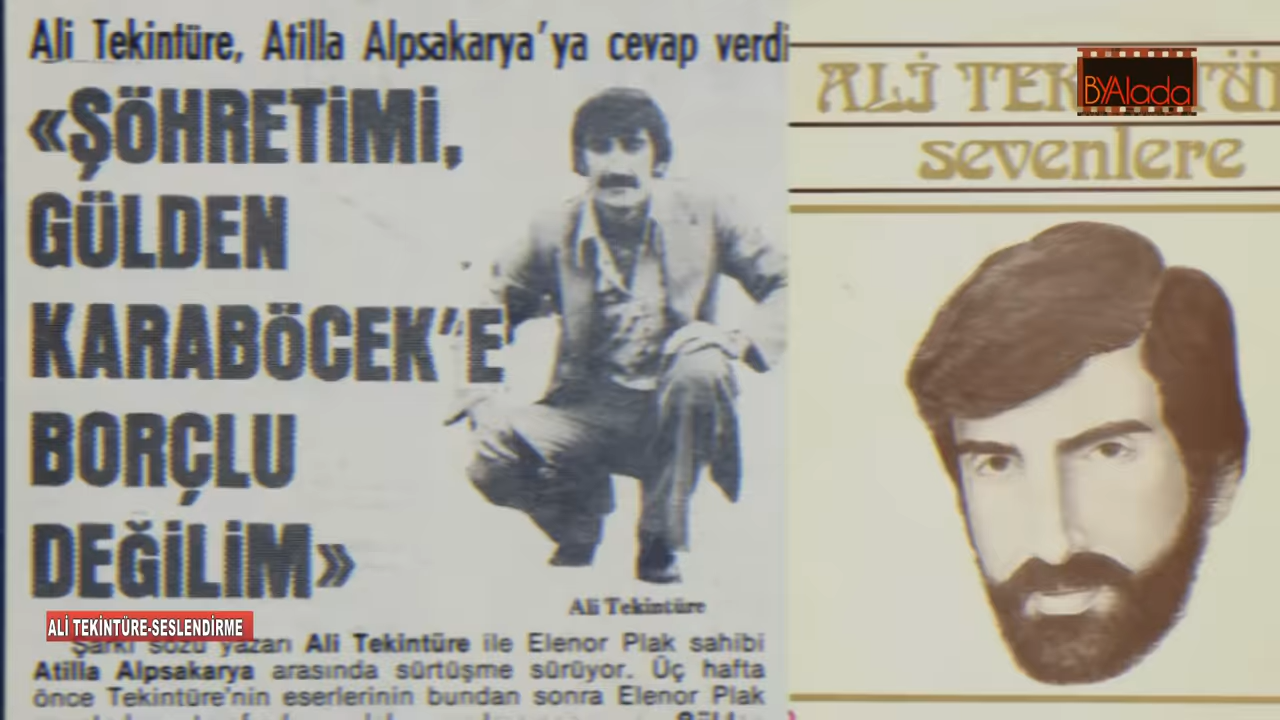 Ali Tekintüre, Atilla Alpsakarya'ya cevap verdi
«ŞÖHRETİMİ,
GÜLDEN
KARABÖCEK'E
BORÇLU
DEĞİLİM»
Ali Tekintüre
ALİ TEKİNTÜRE-SESLENDİRME
Şarkı sözü yazarı Ali Tekintüre ile Elenor Plak sahibi
Atilla Alpsakarya arasında sürtüşme sürüyor. Üç hafta
önce Tekintüre'nin eserlerinin bundan sonra Elenor Plak
ALİ
BYAlada
sevenlere